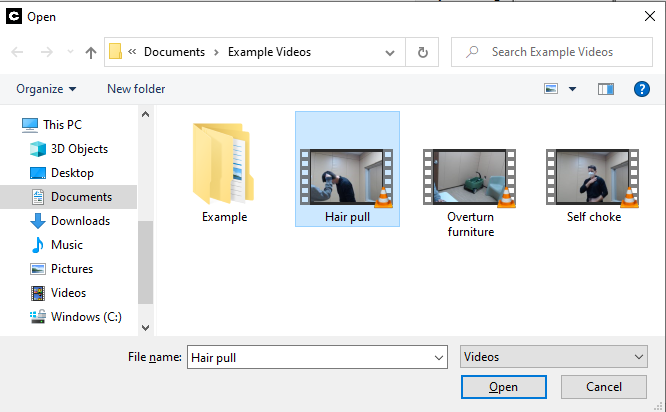 C Open
« Documents > Example Videos
Search Example Videos
Organize
New folder
This PC
3D Objects
Desktop
Documents
Downloads
Music
Pictures
Videos
Windows (C:)
Example
Hair pull
Overturn
furniture
Self choke
File name: Hair pull
Videos
Open
Cancel